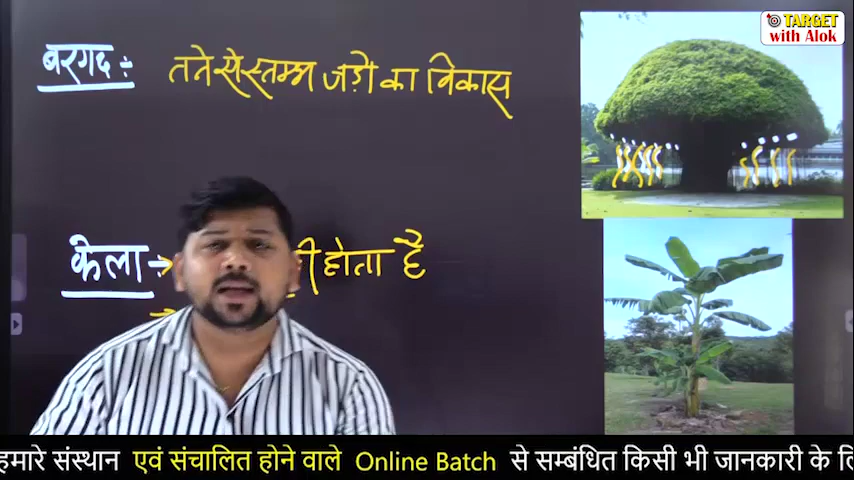 TARGET
with Alok
बरगद ÷ तने से स्तम्भ जड़ो का विकास
केला → होता है
हमारे संस्थान एवं संचालित होने वाले Online Batch से सम्बंधित किसी भी जानकारी के